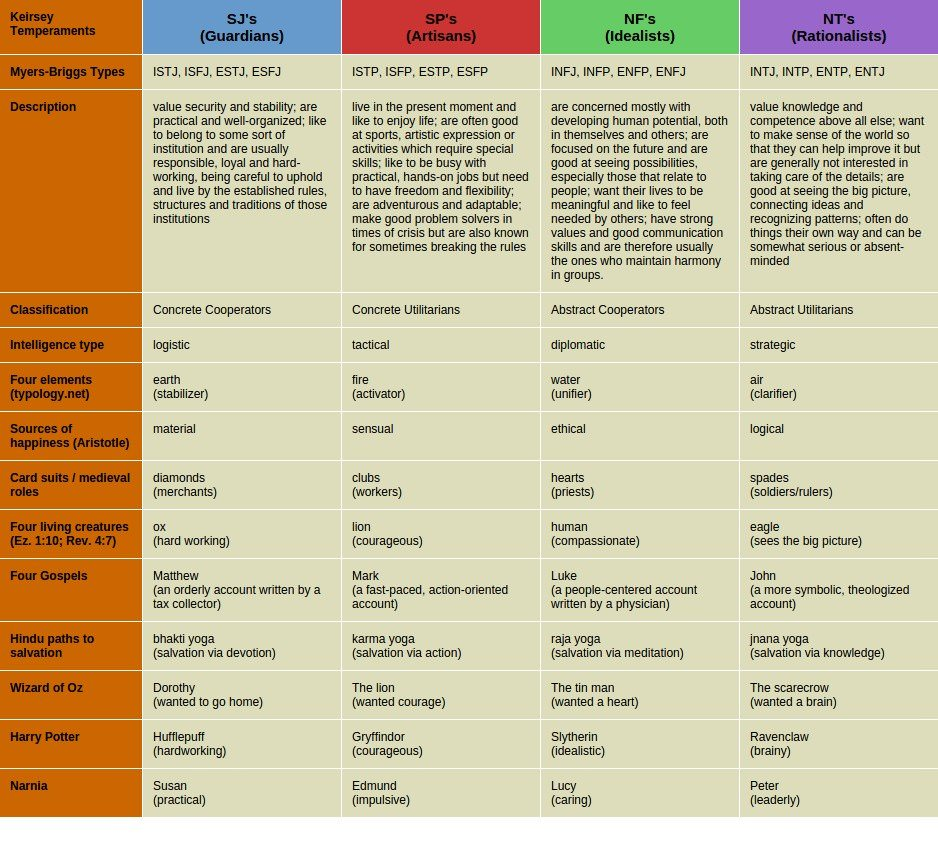 Keirsey
Temperaments
SJ's
(Guardians)
SP's
(Artisans)
NF's
(Idealists)
NT's
(Rationalists)
Myers-Briggs Types
ISTJ, ISFJ, ESTJ, ESFJ
ISTP, ISFP, ESTP, ESFP
INFJ, INFP, ENFP, ENFJ
INTJ, INTP, ENTP, ENTJ
Description
value security and stability; are
practical and well-organized; like
to belong to some sort of
institution and are usually
responsible, loyal and hard-
working, being careful to uphold
and live by the established rules,
structures and traditions of those
institutions
live in the present moment and
like to enjoy life; are often good
at sports, artistic expression or
activities which require special
skills; like to be busy with
practical, hands-on jobs but need
to have freedom and flexibility;
are adventurous and adaptable;
make good problem solvers in
times of crisis but are also known
for sometimes breaking the rules
are concerned mostly with
developing human potential, both
in themselves and others; are
focused on the future and are
good at seeing possibilities,
especially those that relate to
people; want their lives to be
meaningful and like to feel
needed by others; have strong
values and good communication
skills and are therefore usually
the ones who maintain harmony
in groups.
value knowledge and
competence above all else; want
to make sense of the world so
that they can help improve it but
are generally not interested in
taking care of the details; are
good at seeing the big picture,
connecting ideas and
recognizing patterns; often do
things their own way and can be
somewhat serious or absent-
minded
Classification
Concrete Cooperators
Concrete Utilitarians
Abstract Cooperators
Abstract Utilitarians
Intelligence type
logistic
tactical
diplomatic
strategic
Four elements
(typology.net)
earth
(stabilizer)
fire
(activator)
water
(unifier)
air
(clarifier)
Sources of
happiness (Aristotle)
material
sensual
ethical
logical
Card suits / medieval
roles
diamonds
(merchants)
clubs
(workers)
hearts
(priests)
spades
(soldiers/rulers)
Four living creatures
(Ez. 1:10; Rev. 4:7)
ox
(hard working)
lion
(courageous)
human
(compassionate)
eagle
(sees the big picture)
Four Gospels
Matthew
(an orderly account written by a
tax collector)
Mark
(a fast-paced, action-oriented
account)
Luke
(a people-centered account
written by a physician)
John
(a more symbolic, theologized
account)
Hindu paths to
salvation
bhakti yoga
(salvation via devotion)
karma yoga
(salvation via action)
raja yoga
(salvation via meditation)
jnana yoga
(salvation via knowledge)
Wizard of Oz
Dorothy
(wanted to go home)
The lion
(wanted courage)
The tin man
(wanted a heart)
The scarecrow
(wanted a brain)
Harry Potter
Hufflepuff
(hardworking)
Gryffindor
(courageous)
Slytherin
(idealistic)
Ravenclaw
(brainy)
Narnia
Susan
(practical)
Edmund
(impulsive)
Lucy
(caring)
Peter
(leaderly)